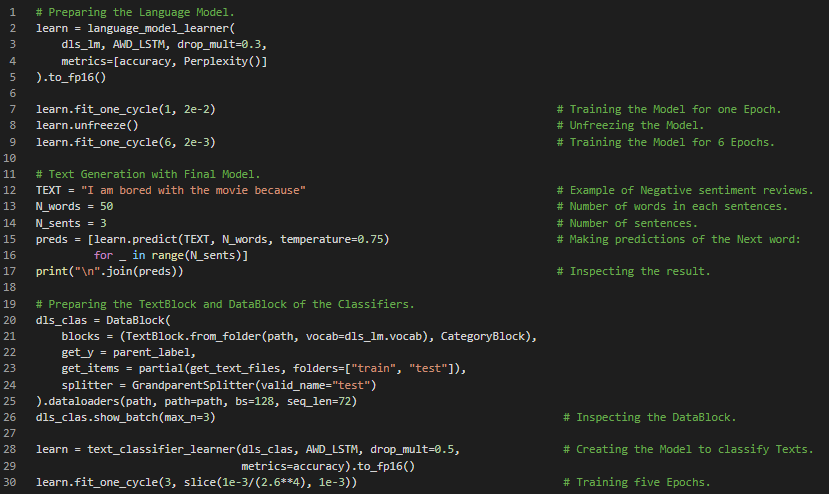 1 # Preparing the Language Model.
2 learn = language_model_learner(
3     dls_lm, AWD_LSTM, drop_mult=0.3,
4     metrics=[accuracy, Perplexity()]
5 ).to_fp16()
6
7 learn.fit_one_cycle(1, 2e-2) # Training the Model for one Epoch.
8 learn.unfreeze() # Unfreezing the Model.
9 learn.fit_one_cycle(6, 2e-3) # Training the Model for 6 Epochs.
10
11 # Text Generation with Final Model.
12 TEXT = "I am bored with the movie because" # Example of Negative sentiment reviews.
13 N_words = 50 # Number of words in each sentences.
14 N_sents = 3 # Number of sentences.
15 preds = [learn.predict(TEXT, N_words, temperature=0.75) # Making predictions of the Next word:
16          for _ in range(N_sents)]
17 print("\n".join(preds)) # Inspecting the result.
18
19 # Preparing the TextBlock and DataBlock of the Classifiers.
20 dls_clas = DataBlock(
21     blocks = (TextBlock.from_folder(path, vocab=dls_lm.vocab), CategoryBlock),
22     get_y = parent_label,
23     get_items = partial(get_text_files, folders=["train", "test"]),
24     splitter = GrandparentSplitter(valid_name="test")
25 ).dataloaders(path, path=path, bs=128, seq_len=72)
26 dls_clas.show_batch(max_n=3) # Inspecting the DataBlock.
27
28 learn = text_classifier_learner(dls_clas, AWD_LSTM, drop_mult=0.5, # Creating the Model to classify Texts.
29                                 metrics=accuracy).to_fp16()
30 learn.fit_one_cycle(3, slice(1e-3/(2.6**4), 1e-3)) # Training five Epochs.